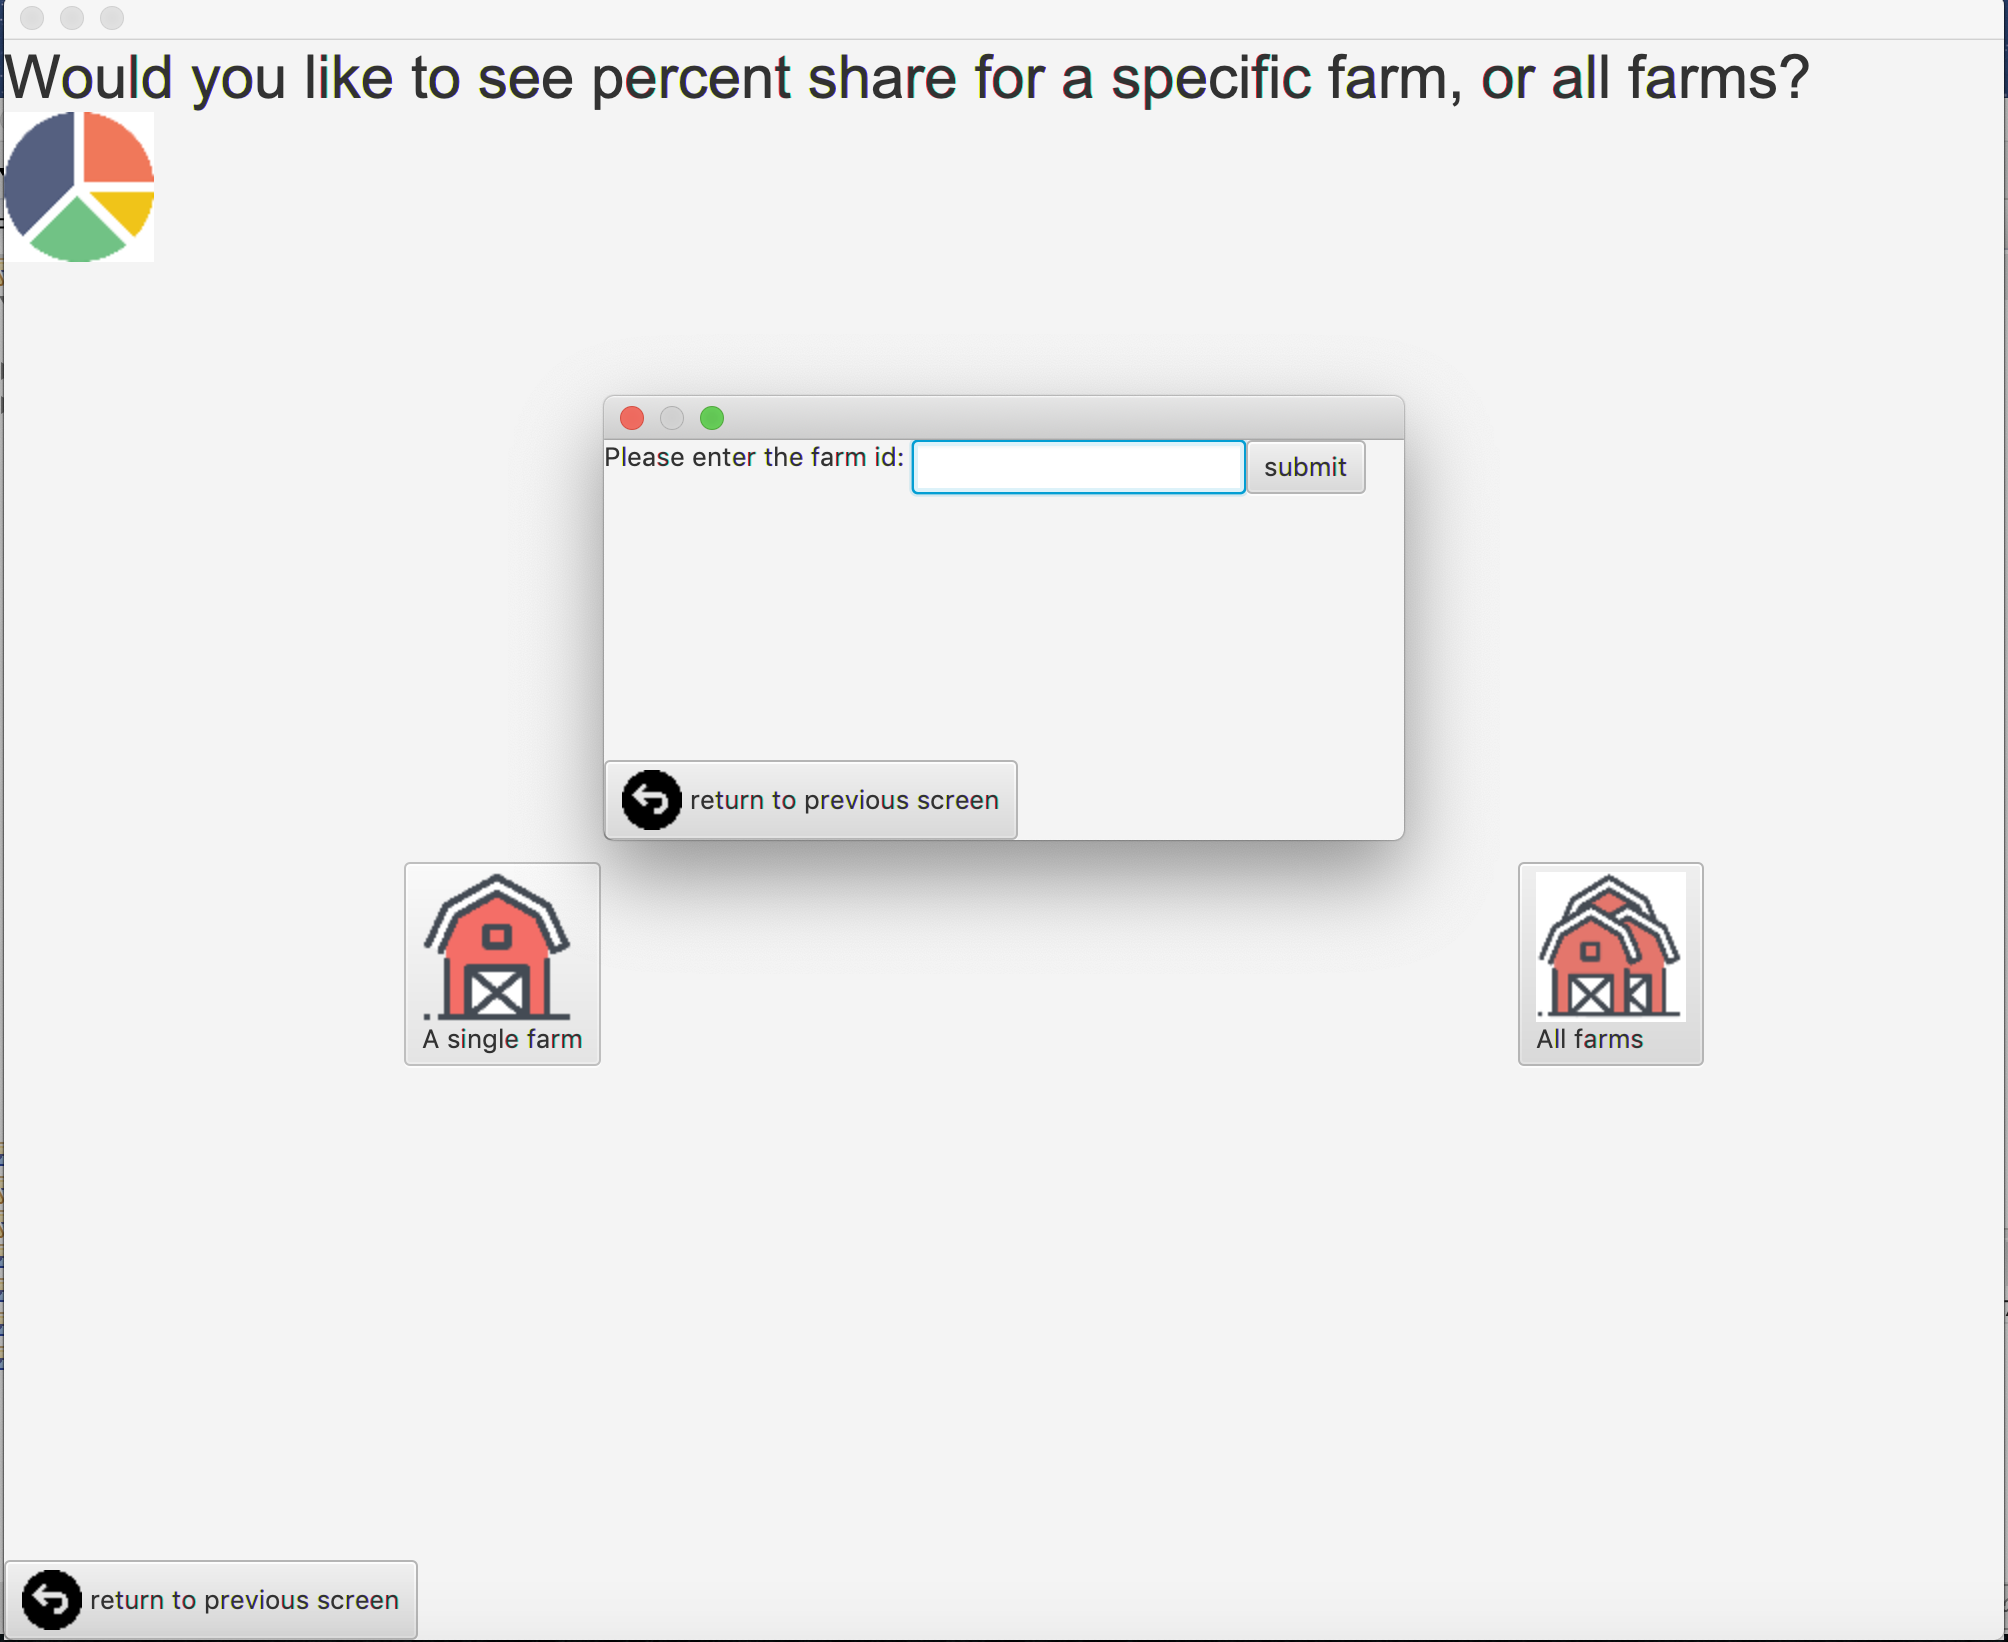 Would you like to see percent share for a specific farm, or all farms?
Please enter the farm id:
submit
return to previous screen
A single farm
All farms
return to previous screen